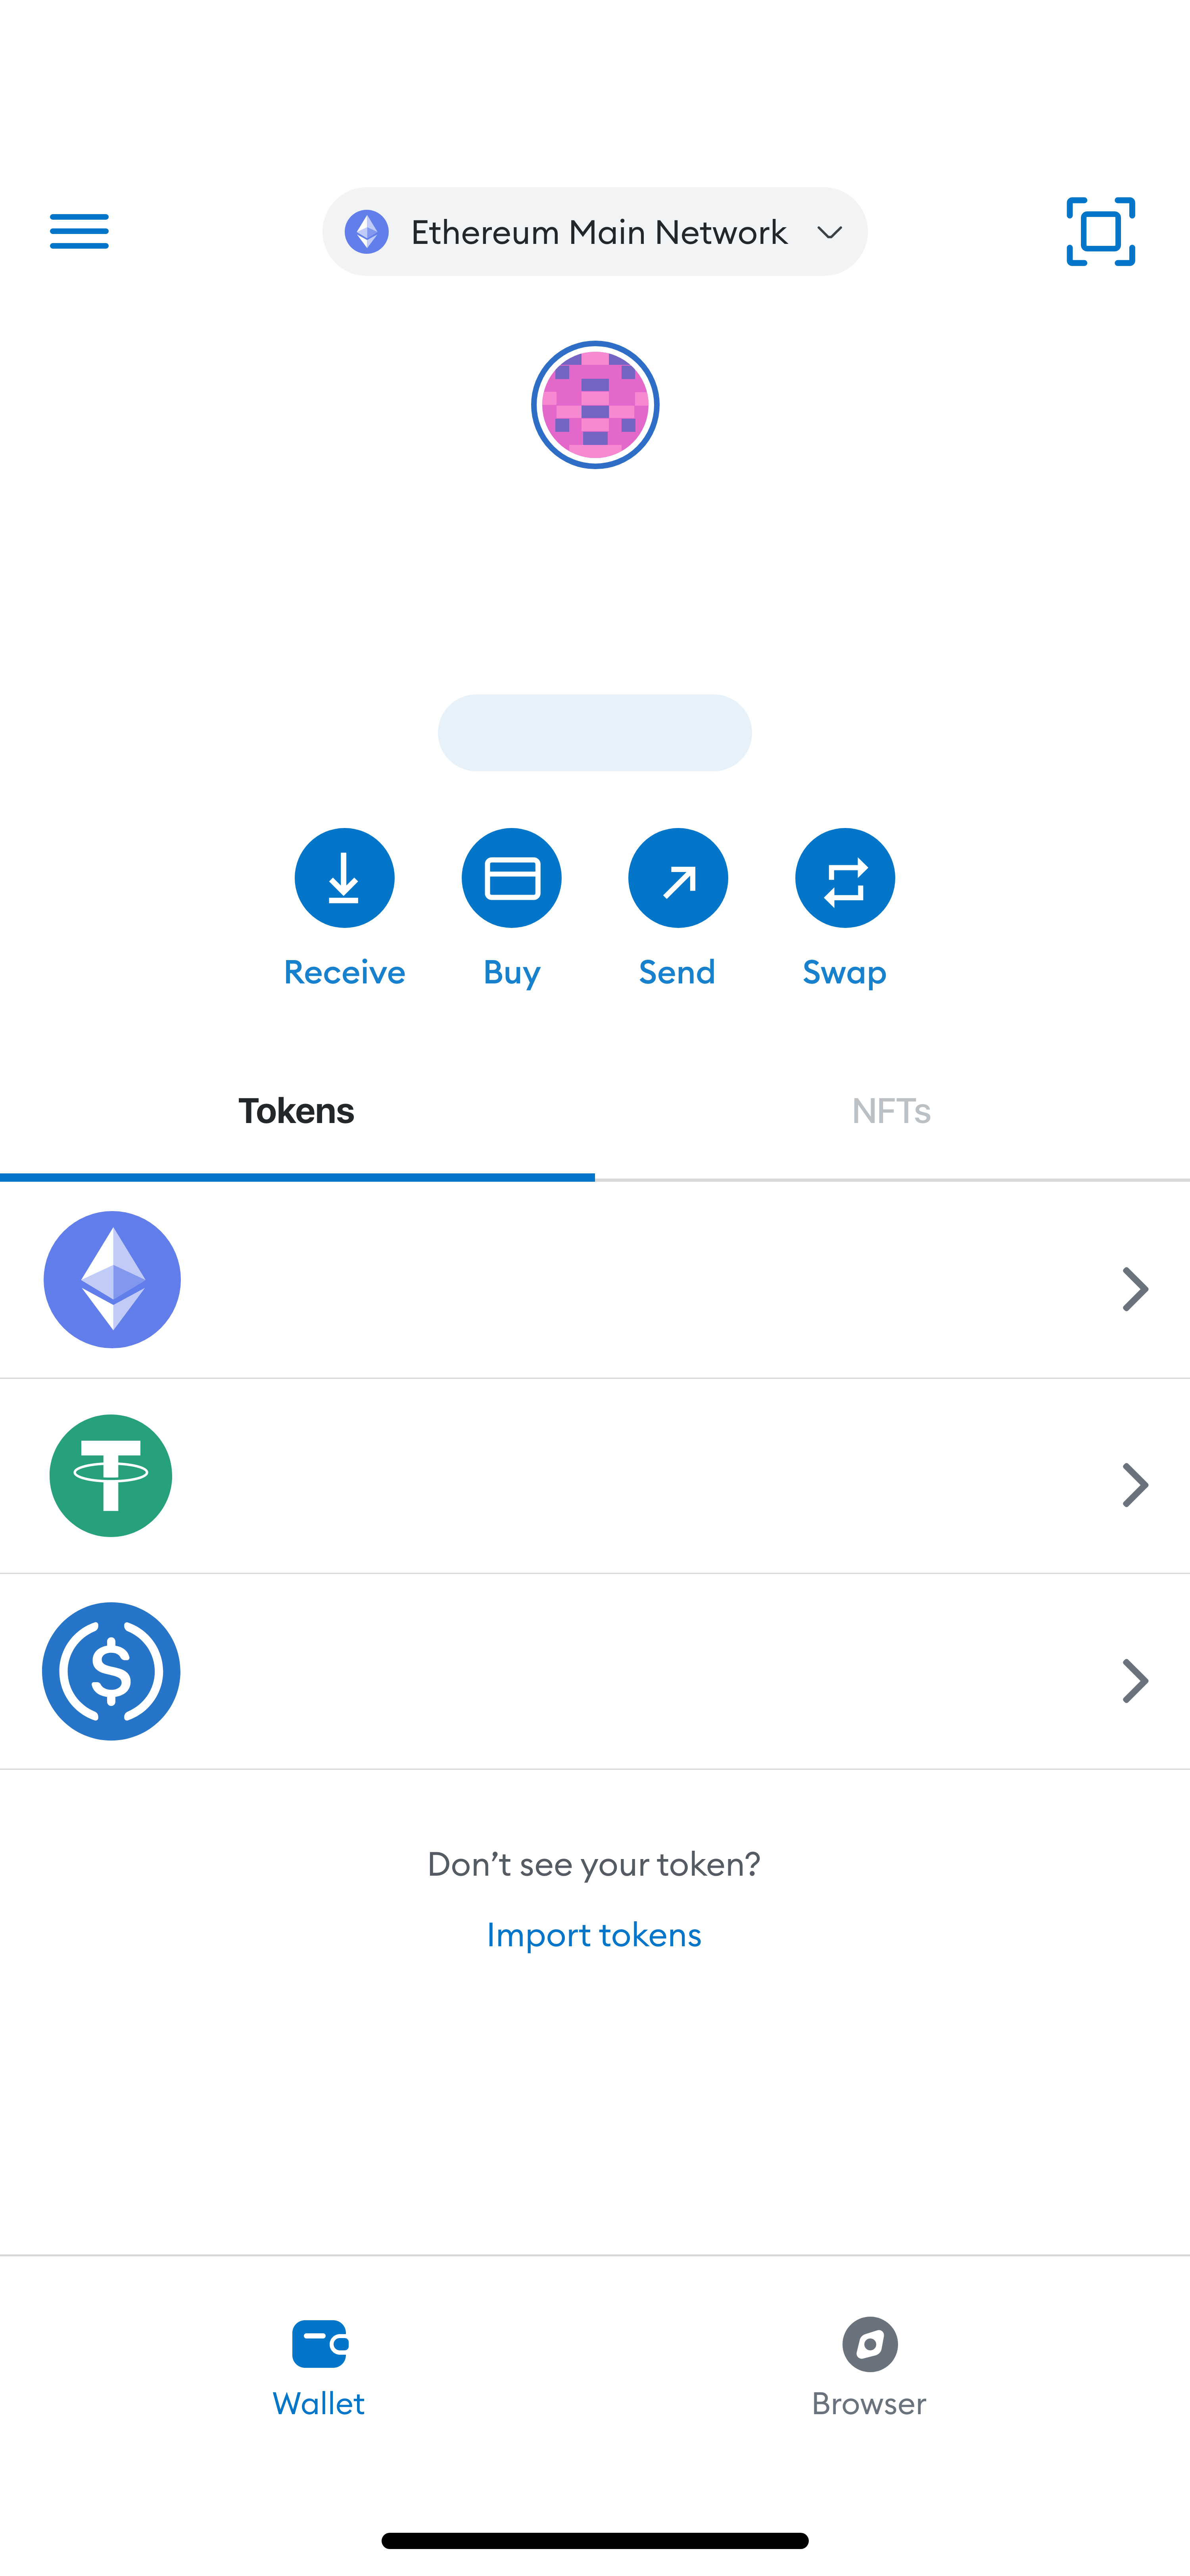 Ethereum Main Network
Receive
Buy
Send
Swap
Tokens
NFTs
Don’t see your token?
Import tokens
Wallet
Browser